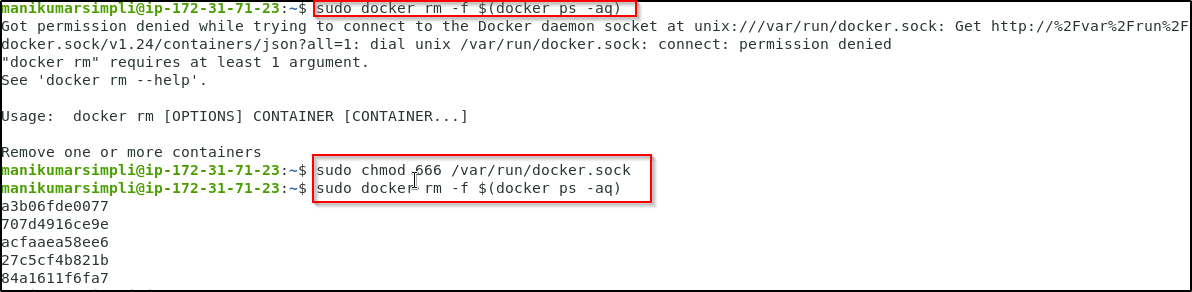 manikumarsimpli@ip-172-31-71-23:~$ sudo docker rm -f $(docker ps -aq)
Got permission denied while trying to connect to the Docker daemon socket at unix:///var/run/docker.sock: Get http://%2Fvar%2Frun%2F
docker.sock/v1.24/containers/json?all=1: dial unix /var/run/docker.sock: connect: permission denied
"docker rm" requires at least 1 argument.
See 'docker rm --help'.
Usage:  docker rm [OPTIONS] CONTAINER [CONTAINER...]
Remove one or more containers
manikumarsimpli@ip-172-31-71-23:~$ sudo chmod 666 /var/run/docker.sock
manikumarsimpli@ip-172-31-71-23:~$ sudo docker rm -f $(docker ps -aq)
a3b06fde0077
707d4916ce9e
acfaaea58ee6
27c5cf4b821b
84a1611f6fa7